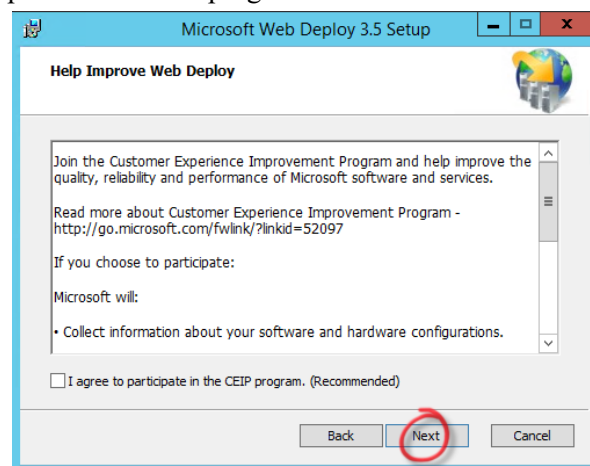 Microsoft Web Deploy 3.5 Setup
Help Improve Web Deploy
Join the Customer Experience Improvement Program and help improve the
quality, reliability and performance of Microsoft software and services.
Read more about Customer Experience Improvement Program -
http://go.microsoft.com/fwlink/?linkid=52097
If you choose to participate:
Microsoft will:
• Collect information about your software and hardware configurations.
I agree to participate in the CEIP program. (Recommended)
Back Next Cancel